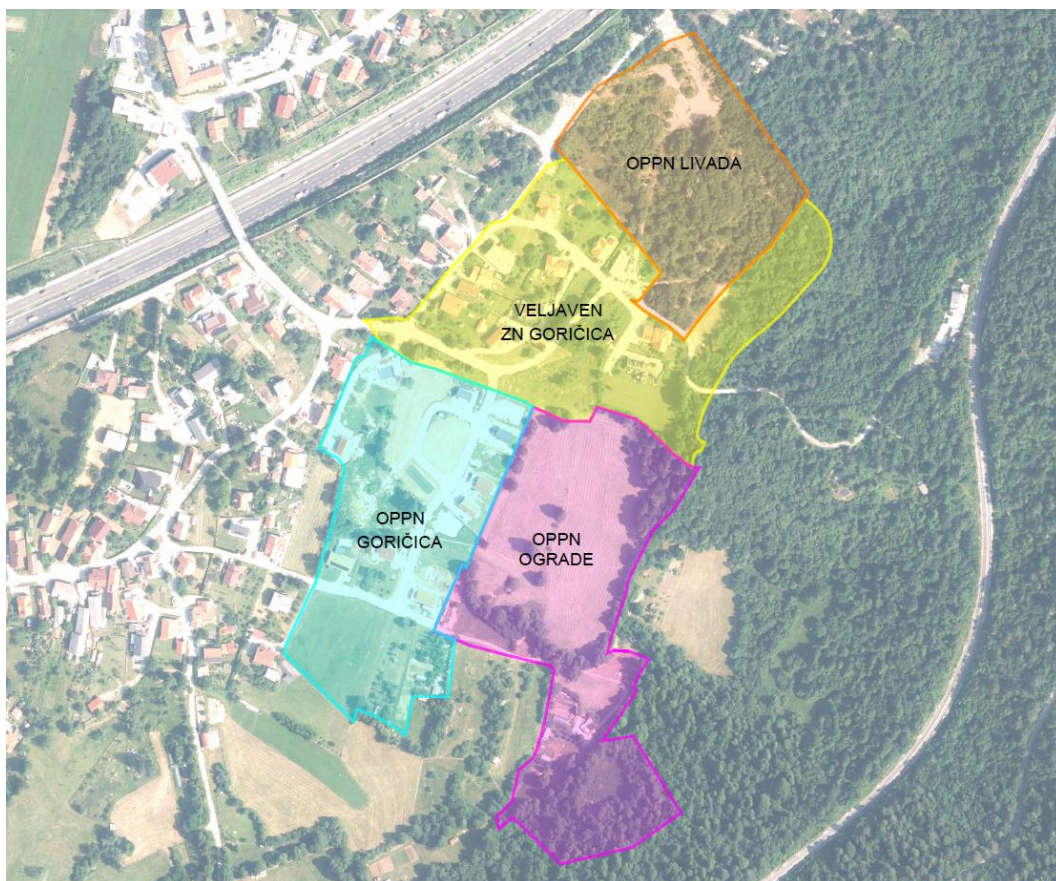 OPPN LIVADA
VELJAVEN
ZN GORIČICA
OPPN
GORIČICA
OPPN
OGRADE